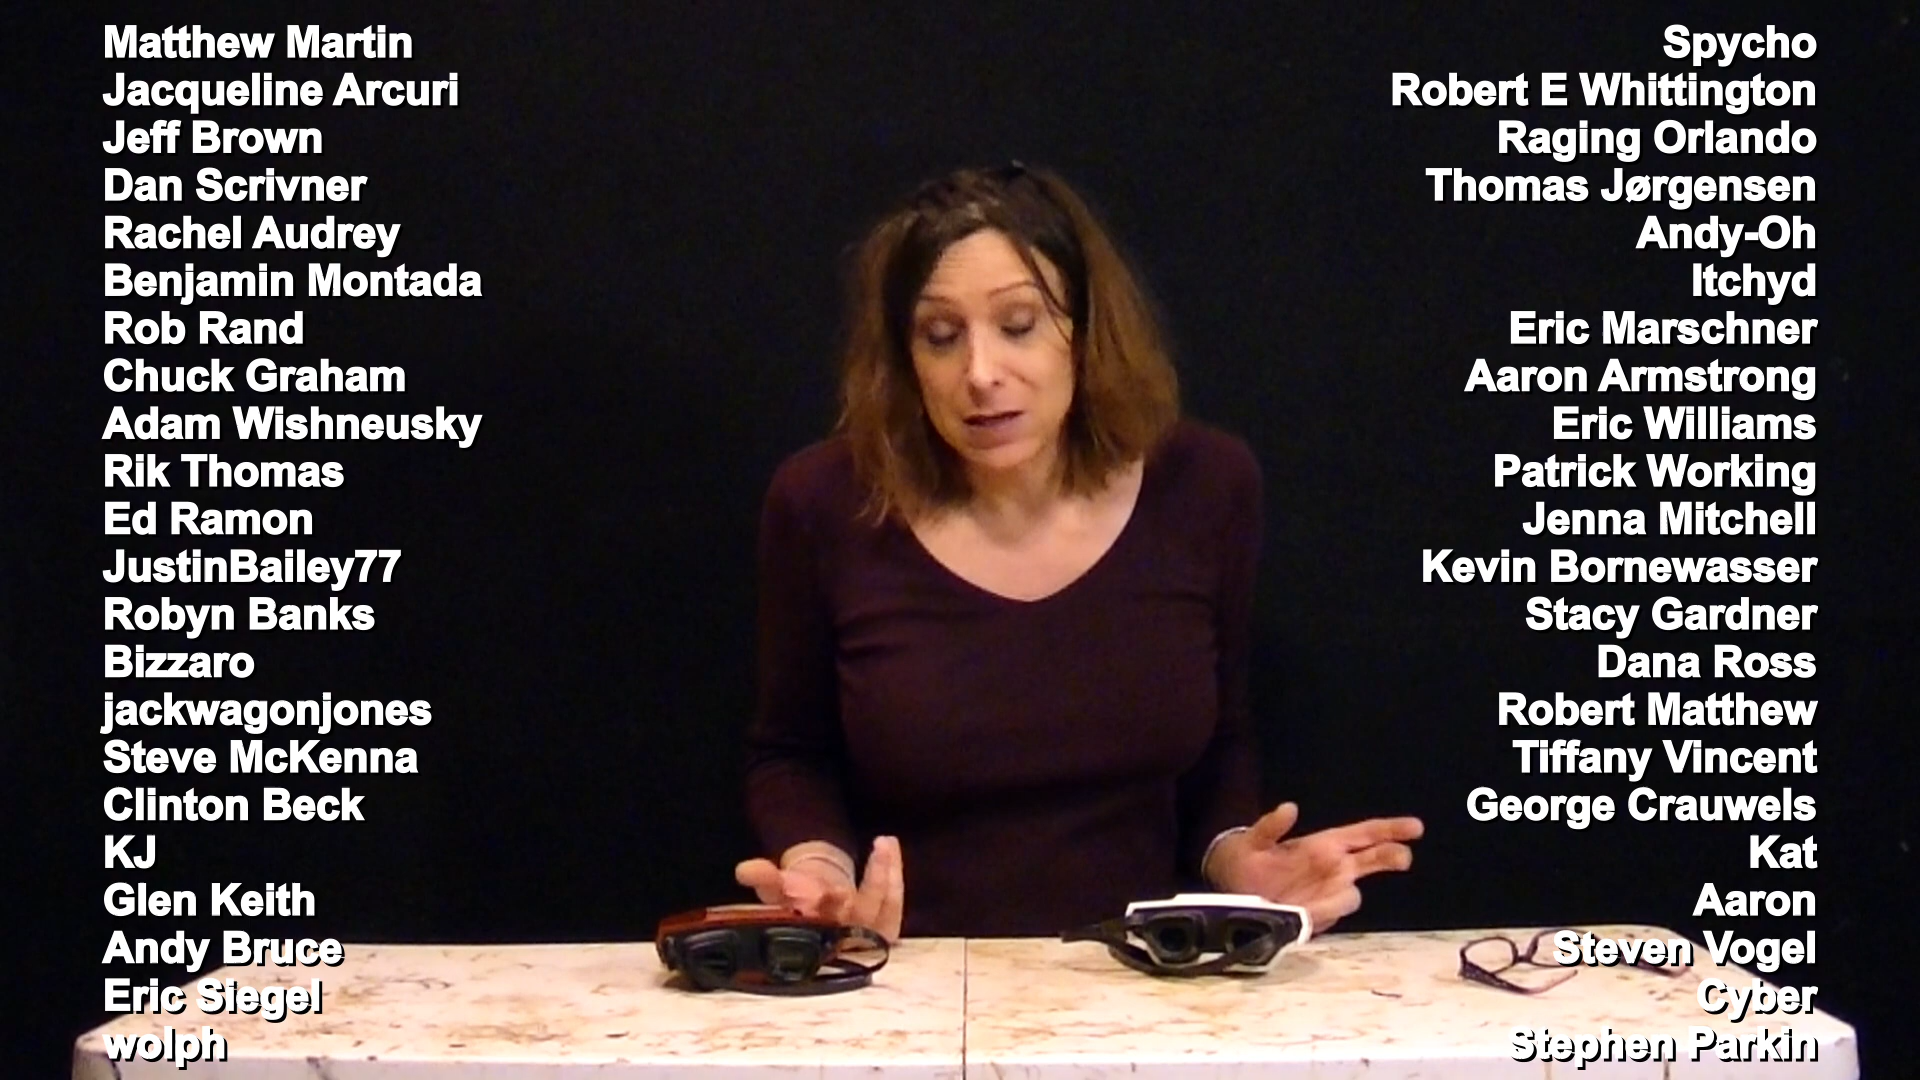 Matthew Martin
Jacqueline Arcuri
Jeff Brown
Dan Scrivner
Rachel Audrey
Benjamin Montada
Rob Rand
Chuck Graham
Adam Wishneusky
Rik Thomas
Ed Ramon
JustinBailey77
Robyn Banks
Bizzaro
jackwagonjones
Steve McKenna
Clinton Beck
KJ
Glen Keith
Andy Bruce
Eric Siegel
wolph
Spycho
Robert E Whittington
Raging Orlando
Thomas Jørgensen
Andy-Oh
Itchyd
Eric Marschner
Aaron Armstrong
Eric Williams
Patrick Working
Jenna Mitchell
Kevin Bornewasser
Stacy Gardner
Dana Ross
Robert Matthew
Tiffany Vincent
George Crauwels
Kat
Aaron
Steven Vogel
Cyber
Stephen Parkin